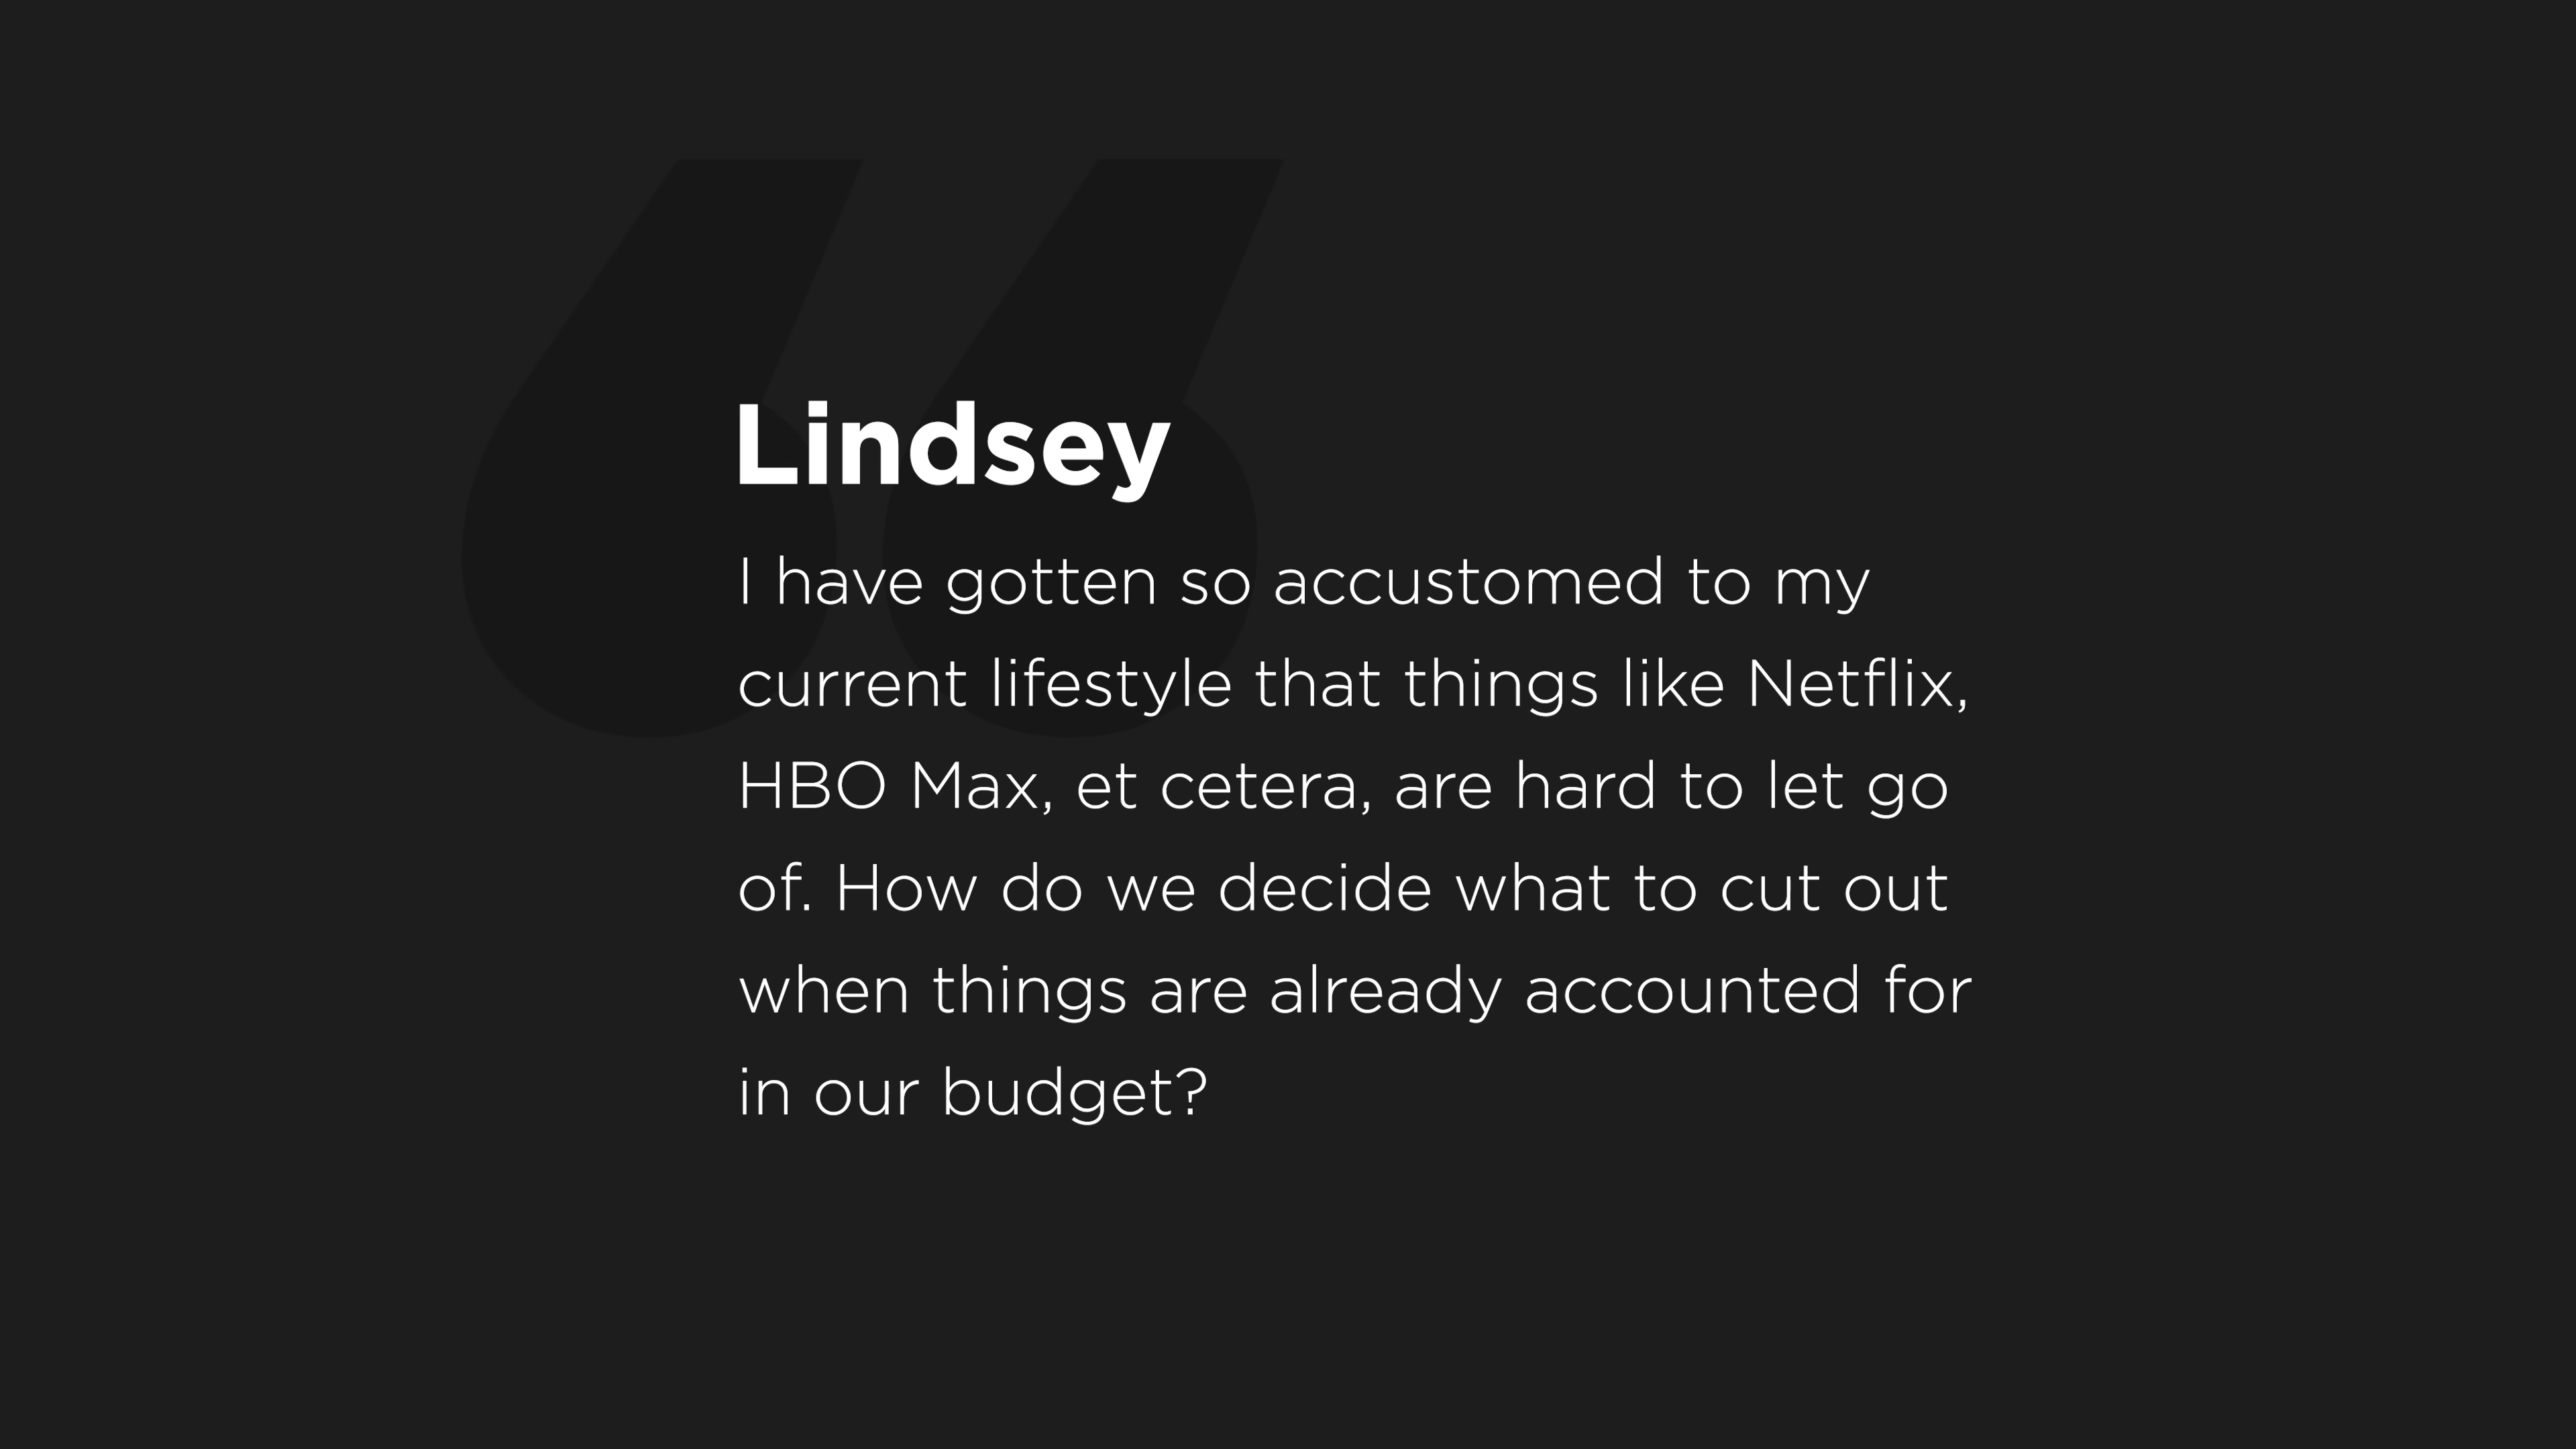 Lindsey
I have gotten so accustomed to my
current lifestyle that things like Netflix,
HBO Max, et cetera, are hard to let go
of. How do we decide what to cut out
when things are already accounted for
in our budget?